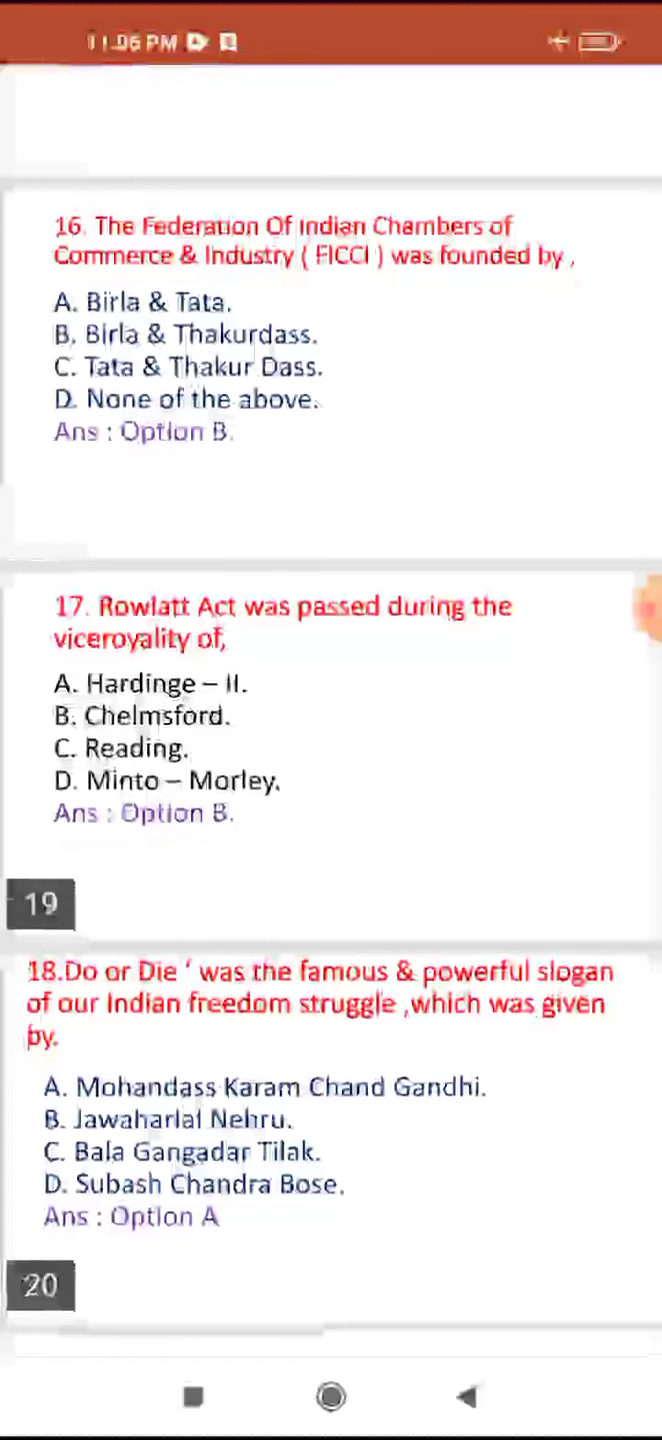 11:06 PM
16. The Federation Of Indian Chambers of
Commerce & Industry ( FICCI ) was founded by ,
A. Birla & Tata.
B. Birla & Thakurdass.
C. Tata & Thakur Dass.
D. None of the above.
Ans : Option B.
17. Rowlatt Act was passed during the
viceroyality of,
A. Hardinge – II.
B. Chelmsford.
C. Reading.
D. Minto – Morley.
Ans : Option B.
19
18.Do or Die ‘ was the famous & powerful slogan
of our Indian freedom struggle ,which was given
by.
A. Mohandass Karam Chand Gandhi.
B. Jawaharlal Nehru.
C. Bala Gangadar Tilak.
D. Subash Chandra Bose.
Ans : Option A
20